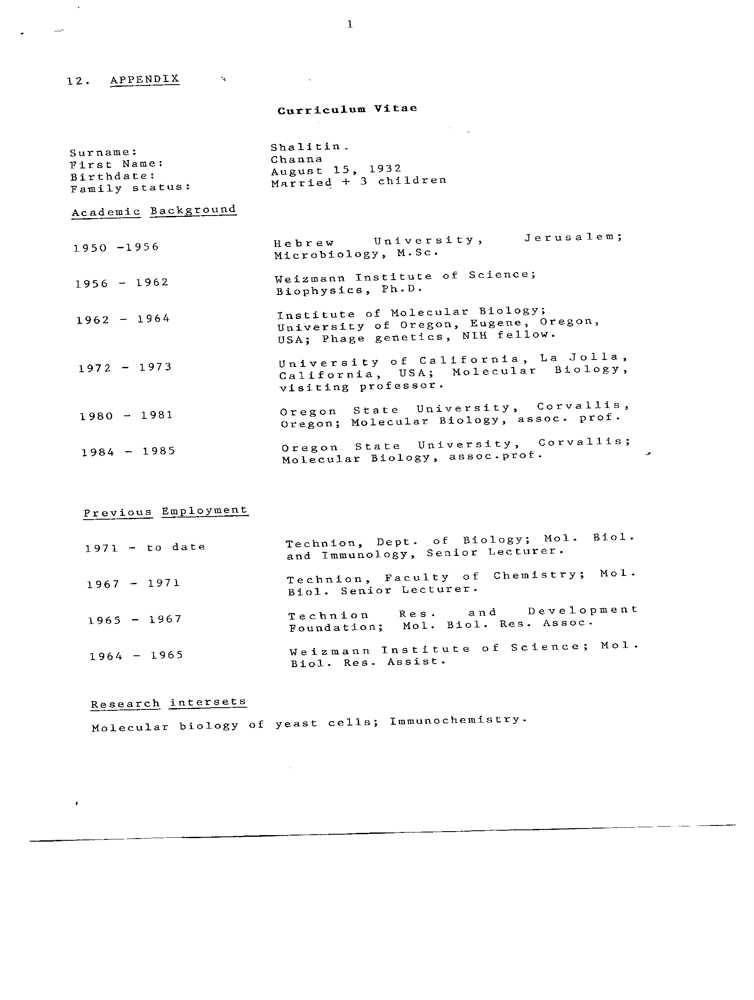 1
12. APPENDIX
Curriculum Vitae
Surname: Shalitin.
First Name: Channa
Birthdate: August 15, 1932
Family status: Married + 3 children
Academic Background
1950 -1956 Hebrew University, Jerusalem;
Microbiology, M.Sc.
1956 - 1962 Weizmann Institute of Science;
Biophysics, Ph.D.
1962 - 1964 Institute of Molecular Biology;
University of Oregon, Eugene, Oregon,
USA; Phage genetics, NIH fellow.
1972 - 1973 University of California, La Jolla,
California, USA; Molecular Biology,
visiting professor.
1980 - 1981 Oregon State University, Corvallis,
Oregon; Molecular Biology, assoc. prof.
1984 - 1985 Oregon State University, Corvallis;
Molecular Biology, assoc.prof.
Previous Employment
1971 - to date Technion, Dept. of Biology; Mol. Biol.
and Immunology, Senior Lecturer.
1967 - 1971 Technion, Faculty of Chemistry; Mol.
Biol. Senior Lecturer.
1965 - 1967 Technion Res. and Development
Foundation; Mol. Biol. Res. Assoc.
1964 - 1965 Weizmann Institute of Science; Mol.
Biol. Res. Assist.
Research intersets
Molecular biology of yeast cells; Immunochemistry.